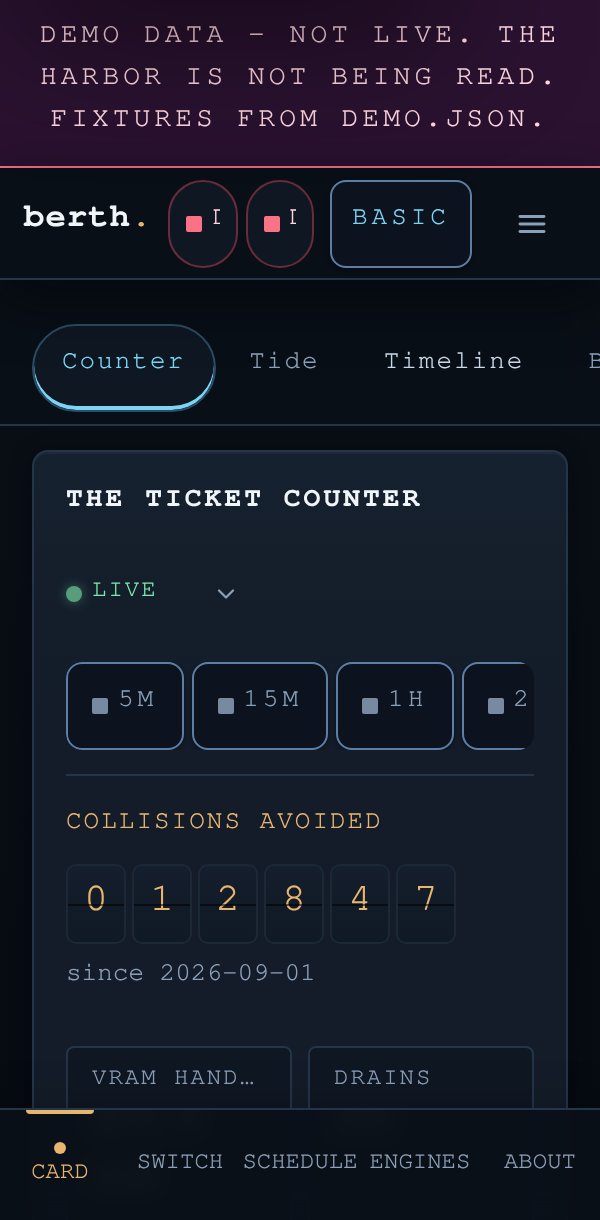 DEMO DATA — NOT LIVE. THE
HARBOR IS NOT BEING READ.
FIXTURES FROM DEMO.JSON.
berth. I I BASIC
Counter Tide Timeline B
THE TICKET COUNTER
LIVE
5M 15M 1H 2
COLLISIONS AVOIDED
0 1 2 8 4 7
since 2026-09-01
VRAM HAND… DRAINS
CARD SWITCH SCHEDULE ENGINES ABOUT